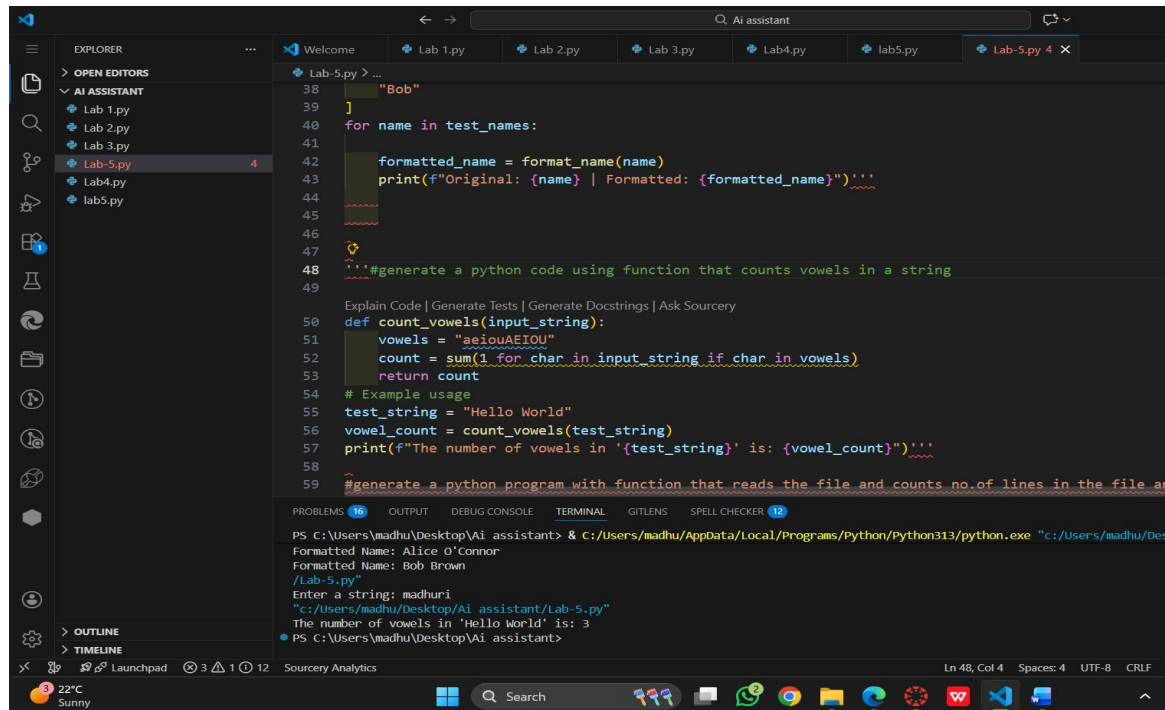 Ai assistant
EXPLORER
Welcome
Lab 1.py
Lab 2.py
Lab 3.py
Lab4.py
lab5.py
Lab-5.py 4
OPEN EDITORS
AI ASSISTANT
Lab 1.py
Lab 2.py
Lab 3.py
Lab-5.py 4
Lab4.py
lab5.py
Lab-5.py > ...
38 "Bob"
39 ]
40 for name in test_names:
41
42 formatted_name = format_name(name)
43 print(f"Original: {name} | Formatted: {formatted_name}")'''
44
45
46
47
48 '''#generate a python code using function that counts vowels in a string
49
Explain Code | Generate Tests | Generate Docstrings | Ask Sourcery
50 def count_vowels(input_string):
51 vowels = "aeiouAEIOU"
52 count = sum(1 for char in input_string if char in vowels)
53 return count
54 # Example usage
55 test_string = "Hello World"
56 vowel_count = count_vowels(test_string)
57 print(f"The number of vowels in '{test_string}' is: {vowel_count}")'''
58
59 #generate a python program with function that reads the file and counts no.of lines in the file a
PROBLEMS 16 OUTPUT DEBUG CONSOLE TERMINAL GITLENS SPELL CHECKER 12
PS C:\Users\madhu\Desktop\Ai assistant> & C:/Users/madhu/AppData/Local/Programs/Python/Python313/python.exe "c:/Users/madhu/Des
Formatted Name: Alice O'Connor
Formatted Name: Bob Brown
/Lab-5.py"
Enter a string: madhuri
"c:/Users/madhu/Desktop/Ai assistant/Lab-5.py"
The number of vowels in 'Hello World' is: 3
PS C:\Users\madhu\Desktop\Ai assistant>
OUTLINE
TIMELINE
Launchpad 3 1 12 Sourcery Analytics Ln 48, Col 4 Spaces: 4 UTF-8 CRLF
3 22°C
Sunny
Search
2